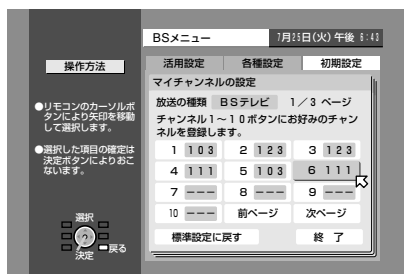 BSメニュー
7月25日(火) 午後 6:43
操作方法
●リモコンのカーソルボ
タンにより矢印を移動
して選択します。
●選択した項目の確定は
決定ボタンによりおこ
ないます。
選択
戻る
決定
活用設定 各種設定 初期設定
マイチャンネルの設定
放送の種類 BSテレビ 1/3 ページ
チャンネル1~10ボタンにお好みのチャン
ネルを登録します。
1 103 2 123 3 123
4 111 5 103 6 111
7 --- 8 --- 9 ---
10 --- 前ページ 次ページ
標準設定に戻す 終 了